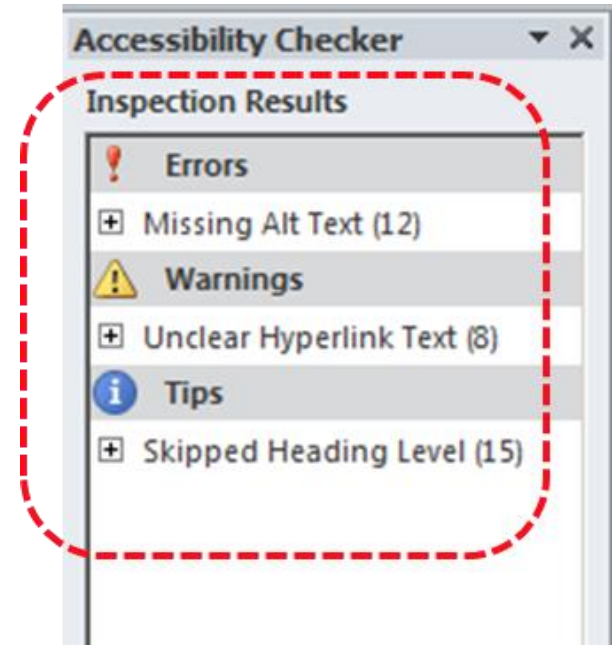 Accessibility Checker
Inspection Results
Errors
Missing Alt Text (12)
Warnings
Unclear Hyperlink Text (8)
Tips
Skipped Heading Level (15)